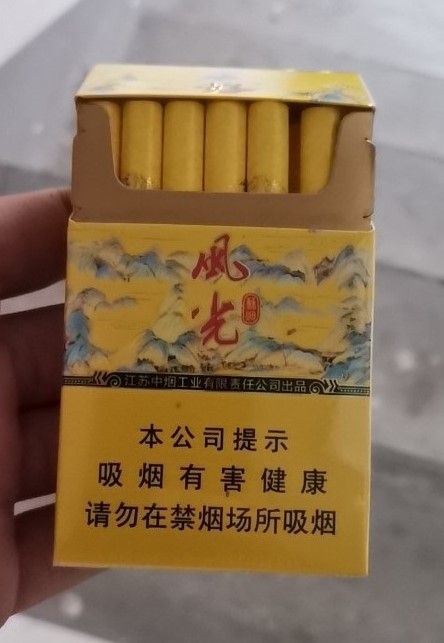 風
光
江苏中烟工业有限责任公司出品
本公司提示
吸烟有害健康
请勿在禁烟场所吸烟